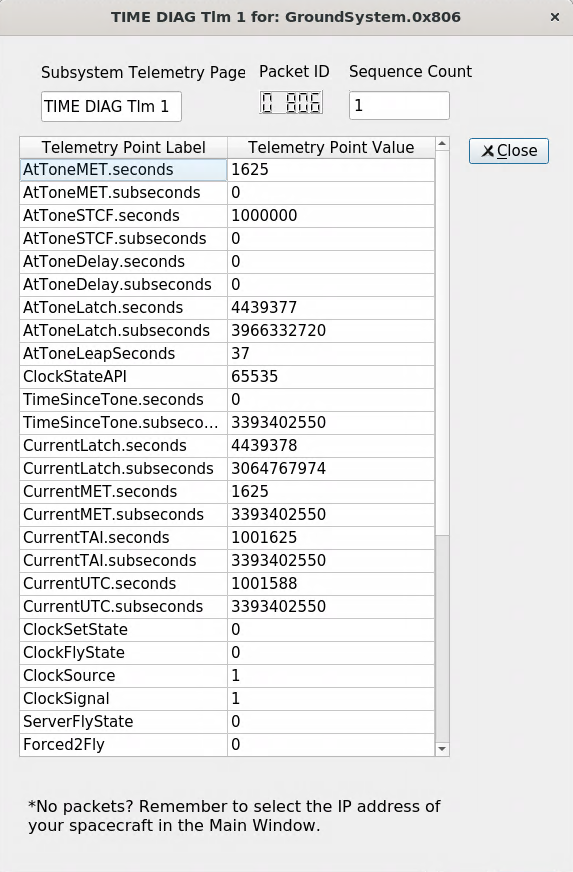 TIME DIAG Tlm 1 for: GroundSystem.0x806
Subsystem Telemetry Page Packet ID Sequence Count
TIME DIAG Tlm 1 0 806 1
Telemetry Point Label Telemetry Point Value
Close
AtToneMET.seconds 1625
AtToneMET.subseconds 0
AtToneSTCF.seconds 1000000
AtToneSTCF.subseconds 0
AtToneDelay.seconds 0
AtToneDelay.subseconds 0
AtToneLatch.seconds 4439377
AtToneLatch.subseconds 3966332720
AtToneLeapSeconds 37
ClockStateAPI 65535
TimeSinceTone.seconds 0
TimeSinceTone.subseco... 3393402550
CurrentLatch.seconds 4439378
CurrentLatch.subseconds 3064767974
CurrentMET.seconds 1625
CurrentMET.subseconds 3393402550
CurrentTAI.seconds 1001625
CurrentTAI.subseconds 3393402550
CurrentUTC.seconds 1001588
CurrentUTC.subseconds 3393402550
ClockSetState 0
ClockFlyState 0
ClockSource 1
ClockSignal 1
ServerFlyState 0
Forced2Fly 0
*No packets? Remember to select the IP address of
your spacecraft in the Main Window.